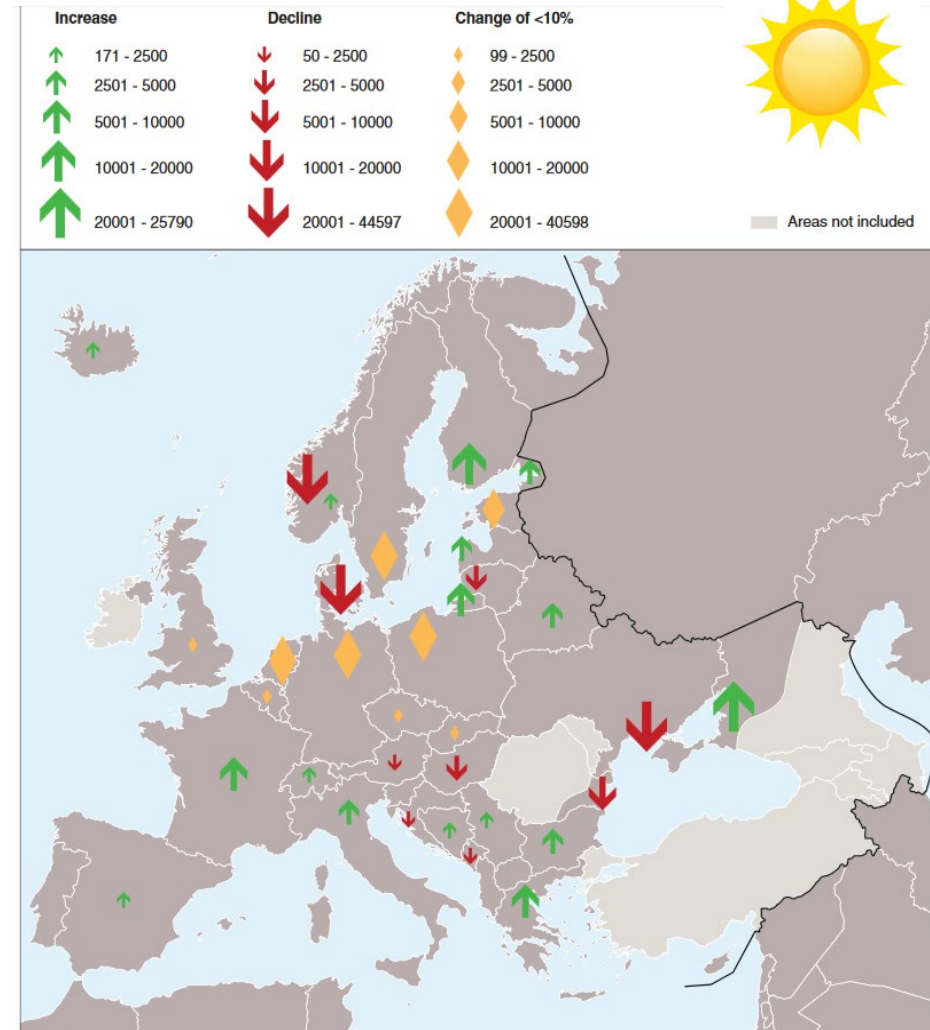 Increase Decline Change of <10%
171 - 2500 50 - 2500 99 - 2500
2501 - 5000 2501 - 5000 2501 - 5000
5001 - 10000 5001 - 10000 5001 - 10000
10001 - 20000 10001 - 20000 10001 - 20000
20001 - 25790 20001 - 44597 20001 - 40598
Areas not included